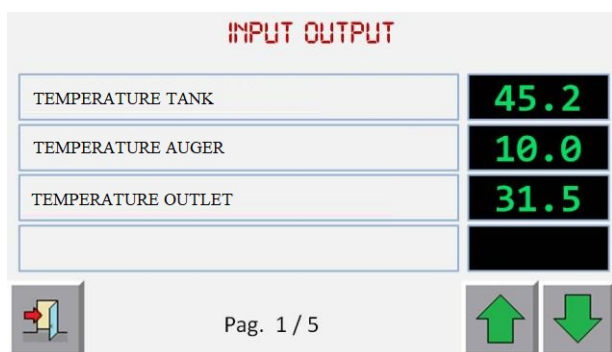 INPUT OUTPUT
TEMPERATURE TANK 45.2
TEMPERATURE AUGER 10.0
TEMPERATURE OUTLET 31.5
Pag. 1 / 5